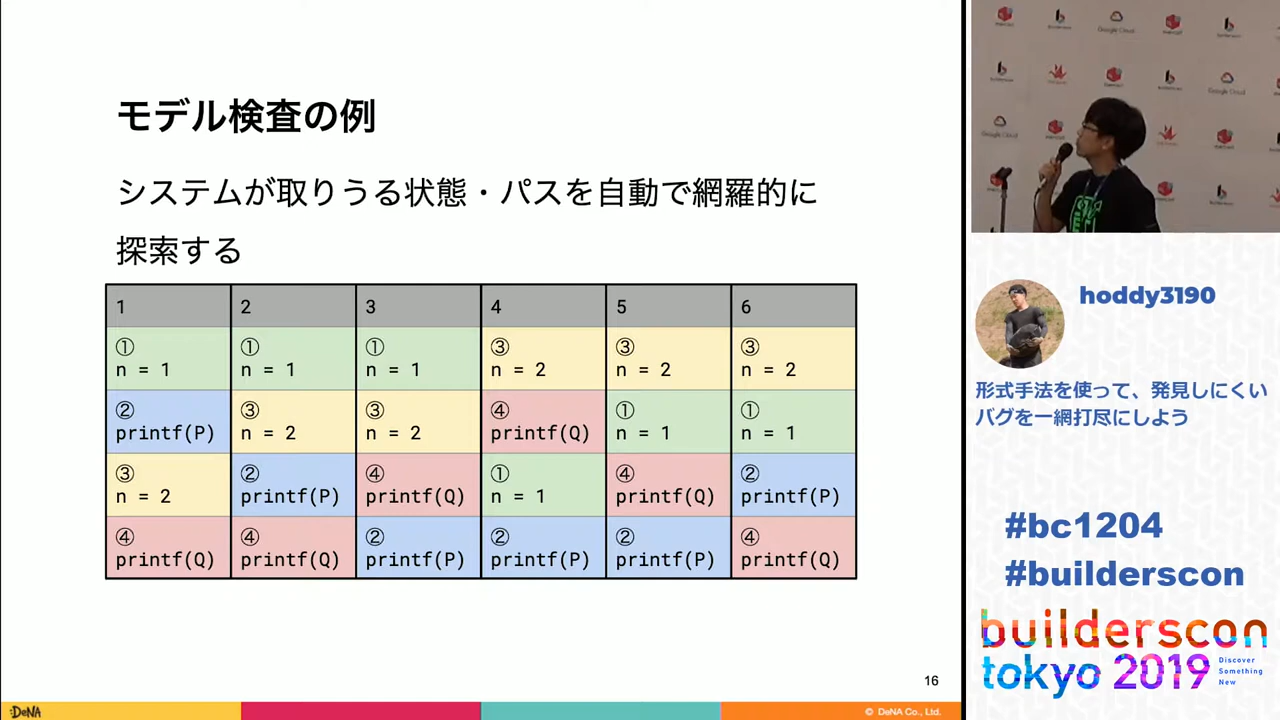 モデル検査の例
システムが取りうる状態・パスを自動で網羅的に
探索する
1 2 3 4 5 6
① ① ① ③ ③ ③
n = 1 n = 1 n = 1 n = 2 n = 2 n = 2
② ③ ③ ④ ① ①
printf(P) n = 2 n = 2 printf(Q) n = 1 n = 1
③ ② ④ ① ④ ②
n = 2 printf(P) printf(Q) n = 1 printf(Q) printf(P)
④ ④ ② ② ② ④
printf(Q) printf(Q) printf(P) printf(P) printf(P) printf(Q)
16
:DeNA
© DeNA Co., Ltd.
Google Cloud
hoddy3190
形式手法を使って、発見しにくい
バグを一網打尽にしよう
#bc1204
#builderscon
builderscon
tokyo 2019
Discover
Something
New